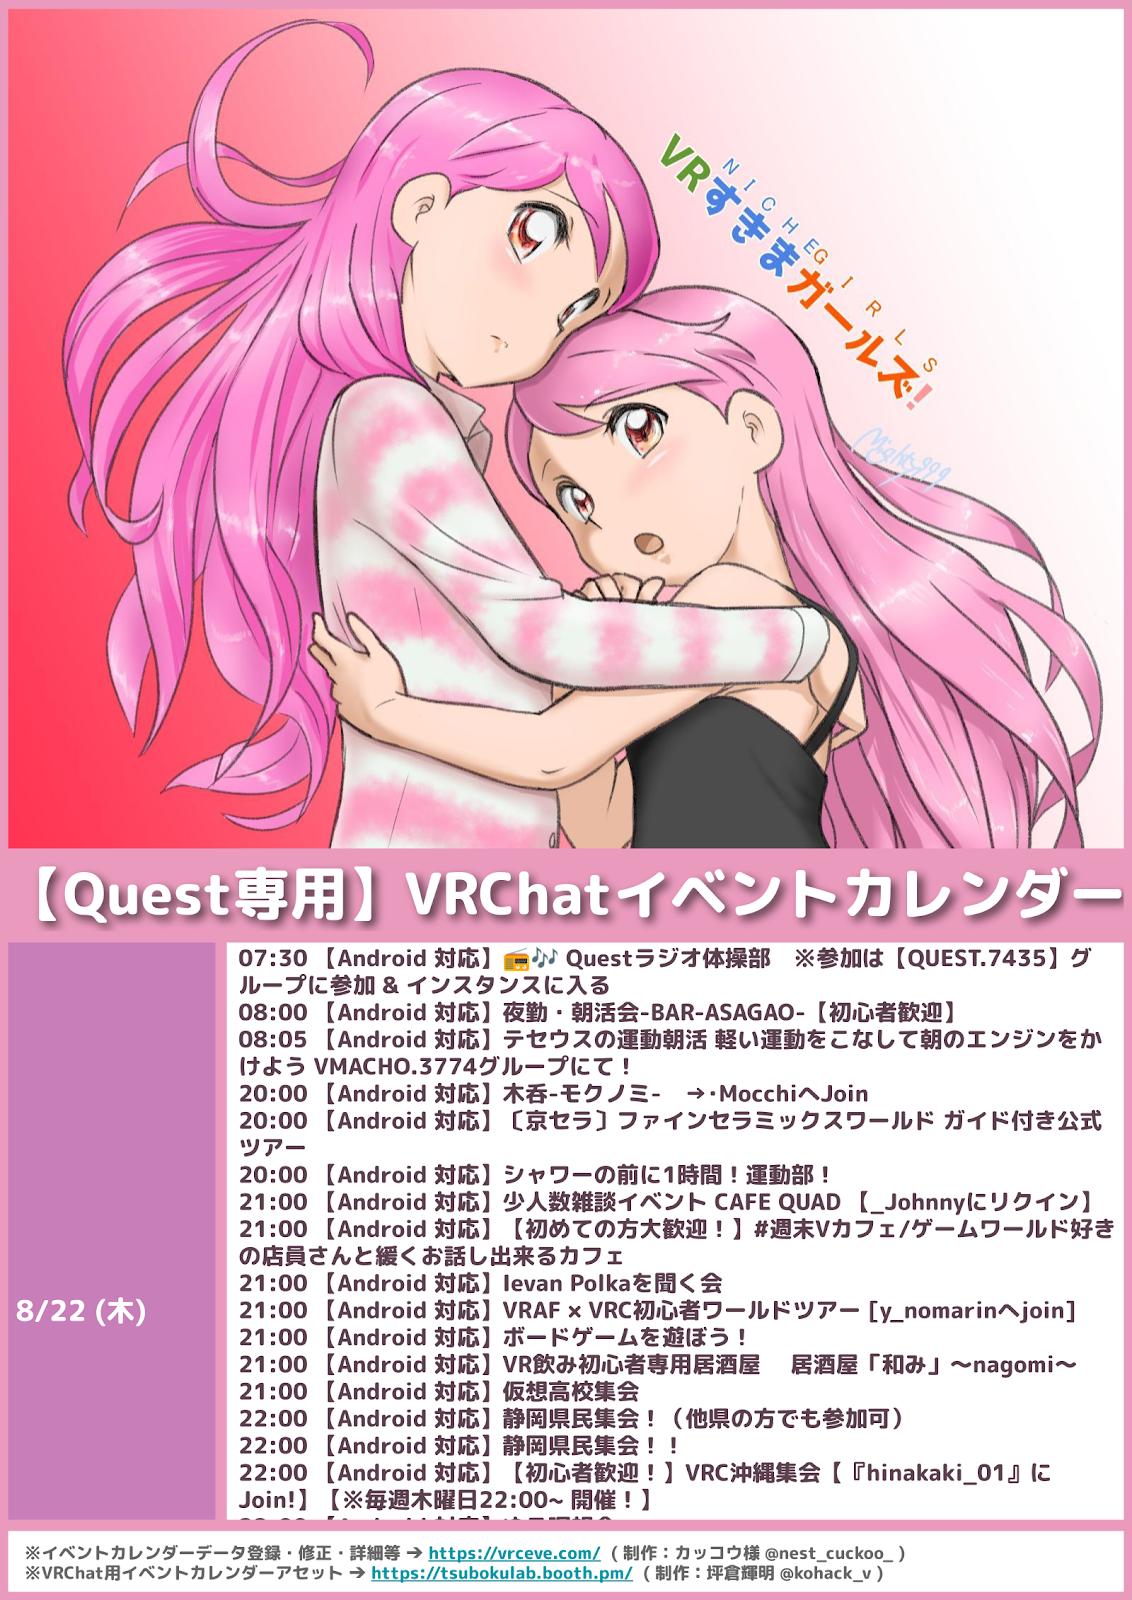 VRすきまガールズ!
NICHEGIRLS
Mighty999
【Quest専用】VRChatイベントカレンダー
8/22 (木)
07:30 【Android 対応】📻🎶 Questラジオ体操部　※参加は【QUEST.7435】グ
ループに参加 & インスタンスに入る
08:00 【Android 対応】夜勤・朝活会-BAR-ASAGAO-【初心者歓迎】
08:05 【Android 対応】テセウスの運動朝活 軽い運動をこなして朝のエンジンをか
けよう VMACHO.3774グループにて！
20:00 【Android 対応】木呑-モクノミ-　→･MocchiへJoin
20:00 【Android 対応】〔京セラ〕ファインセラミックスワールド ガイド付き公式
ツアー
20:00 【Android 対応】シャワーの前に1時間！運動部！
21:00 【Android 対応】少人数雑談イベント CAFE QUAD 【_Johnnyにリクイン】
21:00 【Android 対応】【初めての方大歓迎！】#週末Vカフェ/ゲームワールド好き
の店員さんと緩くお話し出来るカフェ
21:00 【Android 対応】Ievan Polkaを聞く会
21:00 【Android 対応】VRAF × VRC初心者ワールドツアー [y_nomarinへjoin]
21:00 【Android 対応】ボードゲームを遊ぼう！
21:00 【Android 対応】VR飲み初心者専用居酒屋　 居酒屋「和み」～nagomi～
21:00 【Android 対応】仮想高校集会
22:00 【Android 対応】静岡県民集会！（他県の方でも参加可）
22:00 【Android 対応】静岡県民集会！！
22:00 【Android 対応】【初心者歓迎！】VRC沖縄集会【『hinakaki_01』に
Join!】【※毎週木曜日22:00~ 開催！】
※イベントカレンダーデータ登録・修正・詳細等 → https://vrceve.com/ （制作：カッコウ様 @nest_cuckoo_ ）
※VRChat用イベントカレンダーアセット → https://tsubokulab.booth.pm/ （制作：坪倉輝明 @kohack_v ）